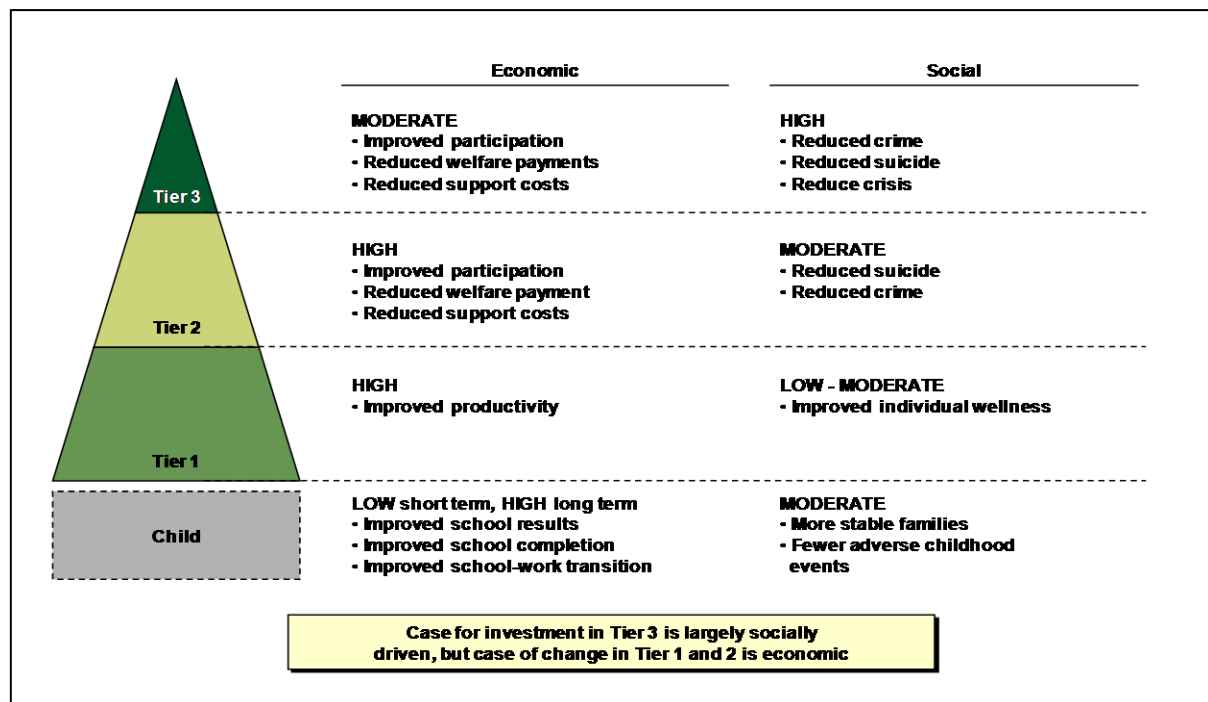 Economic
Social
MODERATE
- Improved participation
- Reduced welfare payments
- Reduced support costs
HIGH
- Reduced crime
- Reduced suicide
- Reduce crisis
Tier 3
HIGH
- Improved participation
- Reduced welfare payment
- Reduced support costs
MODERATE
- Reduced suicide
- Reduced crime
Tier 2
HIGH
- Improved productivity
LOW - MODERATE
- Improved individual wellness
Tier 1
Child
LOW short term, HIGH long term
- Improved school results
- Improved school completion
- Improved school-work transition
MODERATE
- More stable families
- Fewer adverse childhood
events
Case for investment in Tier 3 is largely socially
driven, but case of change in Tier 1 and 2 is economic